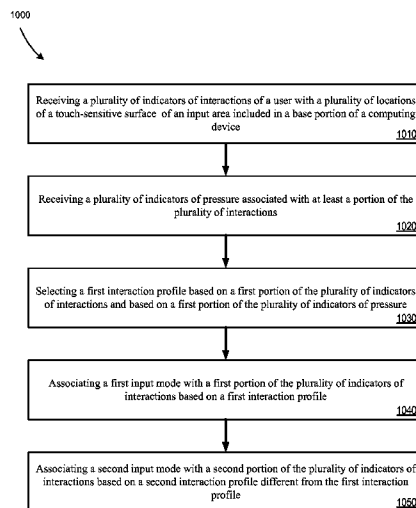 1000
Receiving a plurality of indicators of interactions of a user with a plurality of locations
of a touch-sensitive surface of an input area included in a base portion of a computing
device
1010
Receiving a plurality of indicators of pressure associated with at least a portion of the
plurality of interactions
1020
Selecting a first interaction profile based on a first portion of the plurality of indicators
of interactions and based on a first portion of the plurality of indicators of pressure
1030
Associating a first input mode with a first portion of the plurality of indicators of
interactions based on a first interaction profile
1040
Associating a second input mode with a second portion of the plurality of indicators of
interactions based on a second interaction profile different from the first interaction
profile
1050